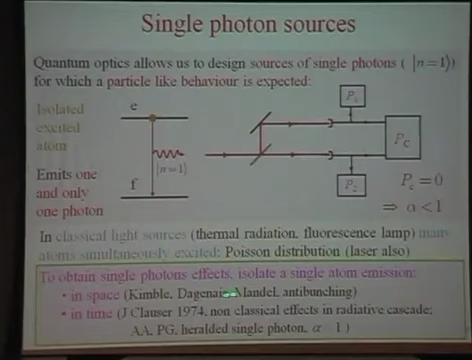 Single photon sources
Quantum optics allows us to design sources of single photons ( |n = 1⟩)
for which a particle like behaviour is expected:
Isolated
excited
atom
Emits one
and only
one photon
e
|n = 1⟩
f
P₁
P_C
P₂
P_c = 0
⇒ α < 1
In classical light sources (thermal radiation, fluorescence lamp) many
atoms simultaneously excited: Poisson distribution (laser also)
To obtain single photons effects, isolate a single atom emission:
• in space (Kimble, Dagenais, Mandel, antibunching)
• in time (J Clauser 1974, non classical effects in radiative cascade;
AA, PG, heralded single photon, α 1 )